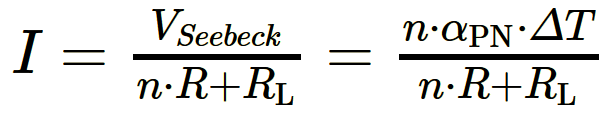 I = V_Seebeck / (n·R+R_L) = (n·α_PN·ΔT) / (n·R+R_L)